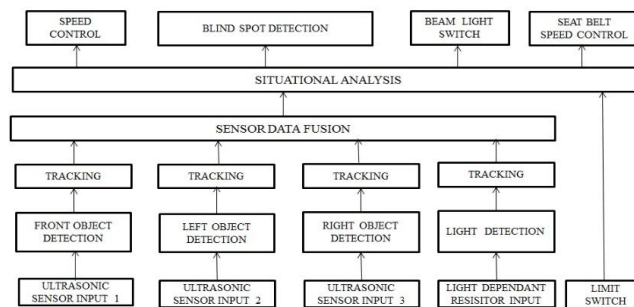 SPEED
CONTROL
BLIND SPOT DETECTION
BEAM LIGHT
SWITCH
SEAT BELT
SPEED CONTROL
SITUATIONAL ANALYSIS
SENSOR DATA FUSION
TRACKING
TRACKING
TRACKING
TRACKING
FRONT OBJECT
DETECTION
LEFT OBJECT
DETECTION
RIGHT OBJECT
DETECTION
LIGHT DETECTION
ULTRASONIC
SENSOR INPUT 1
ULTRASONIC
SENSOR INPUT 2
ULTRASONIC
SENSOR INPUT 3
LIGHT DEPENDANT
RESISITOR INPUT
LIMIT
SWITCH